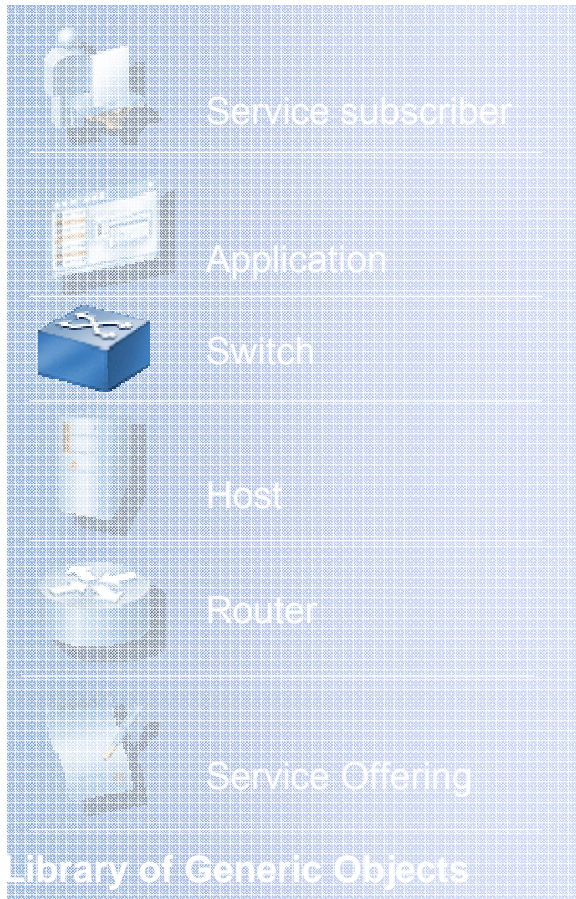 Service subscriber
Application
Switch
Host
Router
Service Offering
Library of Generic Objects